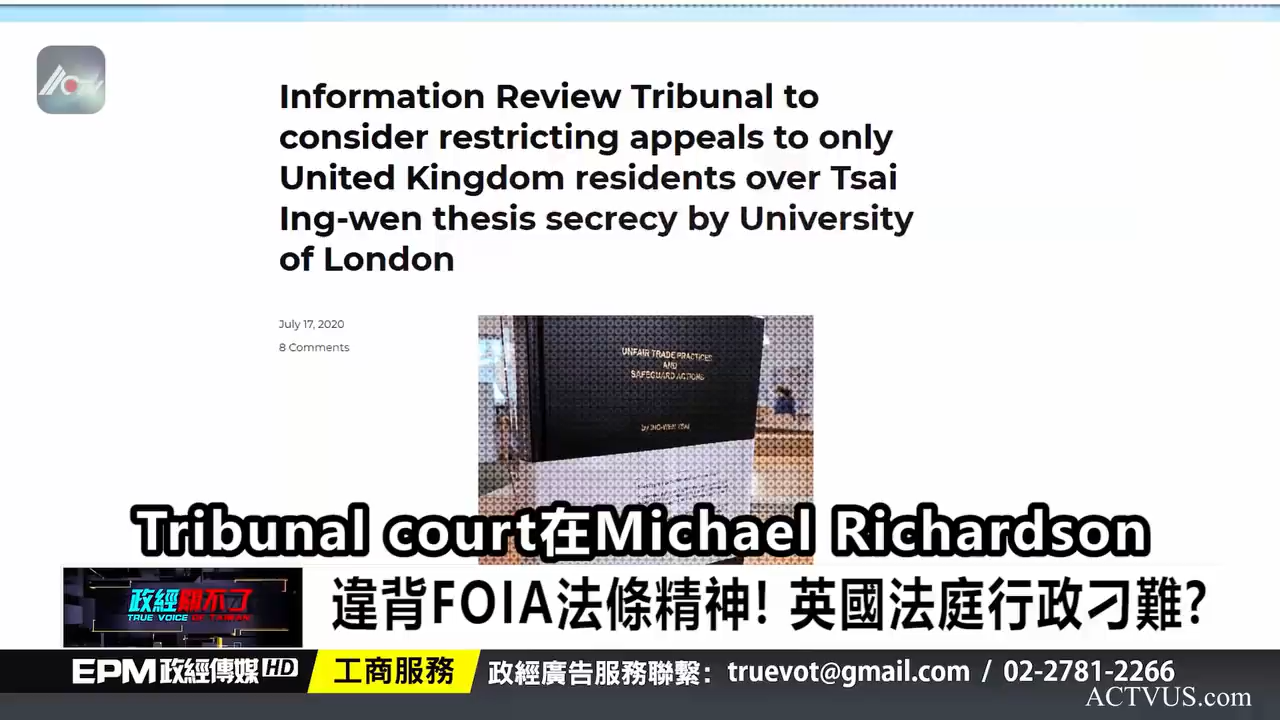 ACTV
Information Review Tribunal to
consider restricting appeals to only
United Kingdom residents over Tsai
Ing-wen thesis secrecy by University
of London
July 17, 2020
8 Comments
UNFAIR TRADE PRACTICES
AND
SAFEGUARD ACTIONS
by ING-WEN TSAI
Tribunal court在Michael Richardson
政經關不了
TRUE VOICE OF TAIWAN
違背FOIA法條精神! 英國法庭行政刁難?
EPM政經傳媒HD
工商服務
政經廣告服務聯繫: truevot@gmail.com / 02-2781-2266
ACTVUS.com